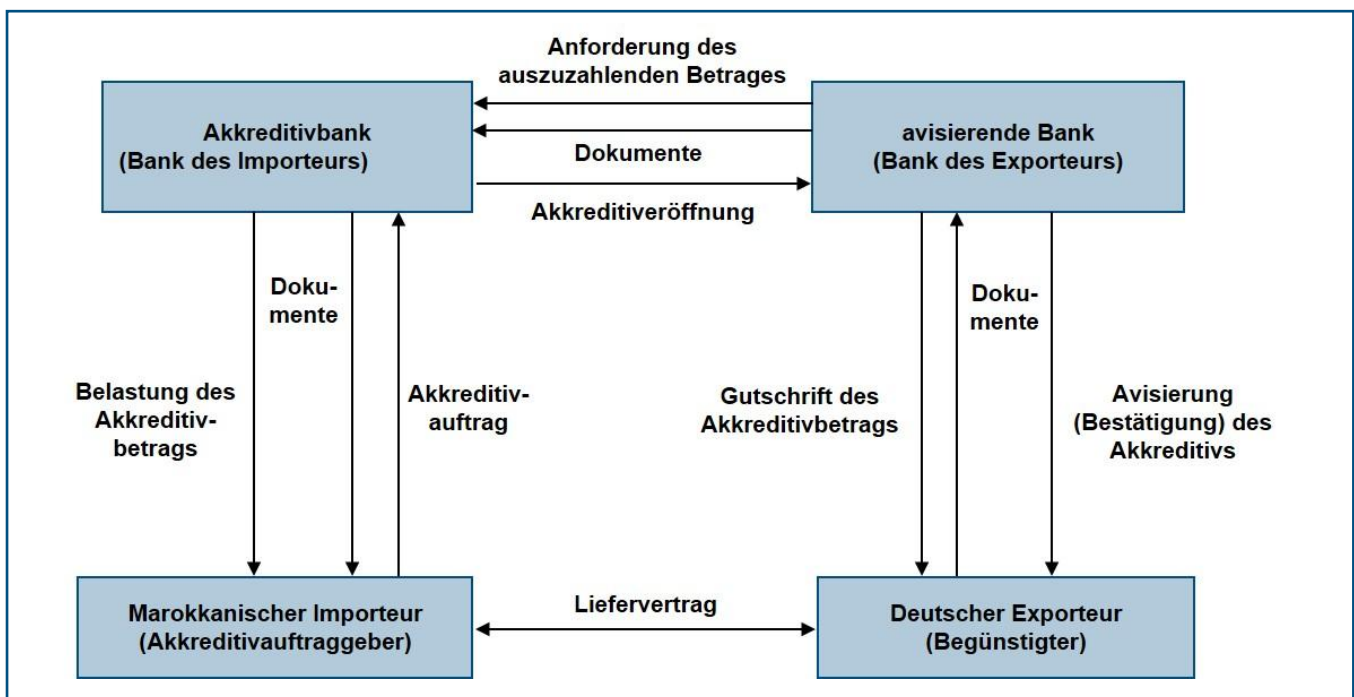 Anforderung des
auszuzahlenden Betrages
Akkreditivbank
(Bank des Importeurs)
avisierende Bank
(Bank des Exporteurs)
Dokumente
Akkreditiveröffnung
Doku-
mente
Doku-
mente
Belastung des
Akkreditiv-
betrags
Akkreditiv-
auftrag
Gutschrift des
Akkreditivbetrags
Avisierung
(Bestätigung) des
Akkreditivs
Marokkanischer Importeur
(Akkreditivauftraggeber)
Liefervertrag
Deutscher Exporteur
(Begünstigter)